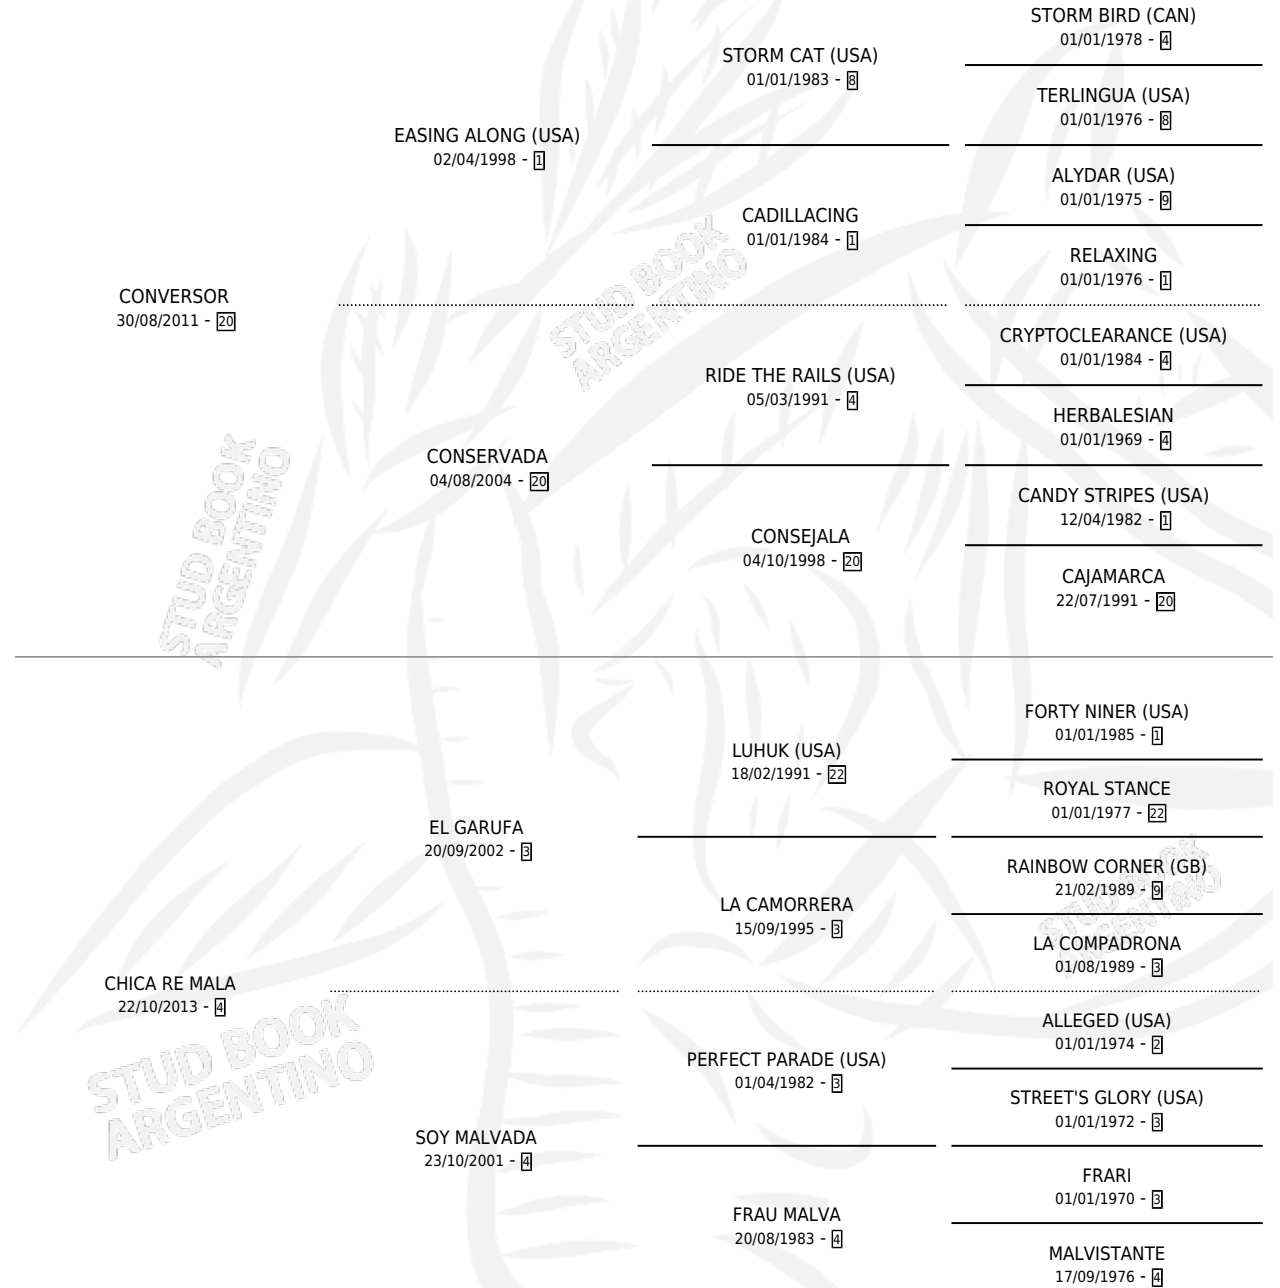 STORM BIRD (CAN)
01/01/1978 - 4
STORM CAT (USA)
01/01/1983 - 8
TERLINGUA (USA)
01/01/1976 - 8
EASING ALONG (USA)
02/04/1998 - 1
ALYDAR (USA)
01/01/1975 - 9
CADILLACING
01/01/1984 - 1
RELAXING
01/01/1976 - 1
CONVERSOR
30/08/2011 - 20
CRYPTOCLEARANCE (USA)
01/01/1984 - 4
RIDE THE RAILS (USA)
05/03/1991 - 4
HERBALESIAN
01/01/1969 - 4
CONSERVADA
04/08/2004 - 20
CANDY STRIPES (USA)
12/04/1982 - 1
CONSEJALA
04/10/1998 - 20
CAJAMARCA
22/07/1991 - 20
FORTY NINER (USA)
01/01/1985 - 1
LUHUK (USA)
18/02/1991 - 22
ROYAL STANCE
01/01/1977 - 22
EL GARUFA
20/09/2002 - 3
RAINBOW CORNER (GB)
21/02/1989 - 9
LA CAMORRERA
15/09/1995 - 3
LA COMPADRONA
01/08/1989 - 3
CHICA RE MALA
22/10/2013 - 4
ALLEGED (USA)
01/01/1974 - 2
PERFECT PARADE (USA)
01/04/1982 - 3
STREET'S GLORY (USA)
01/01/1972 - 3
SOY MALVADA
23/10/2001 - 4
FRARI
01/01/1970 - 3
FRAU MALVA
20/08/1983 - 4
MALVISTANTE
17/09/1976 - 4
STUD BOOK
ARGENTINO
STUD BOOK
ARGENTINO
STUD BOOK
ARGENTINO
STUD BOOK
ARGENTINO